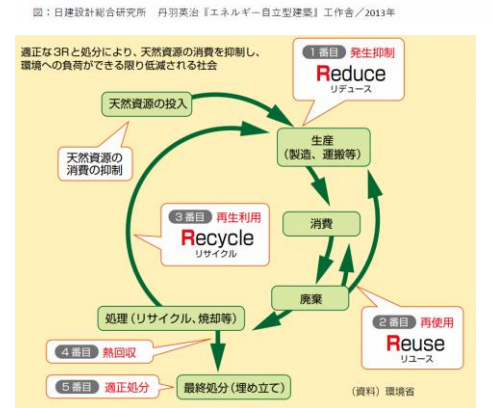 図：日建設計総合研究所　丹羽英治『エネルギー自立型建築』工作舎／2013年
適正な3Rと処分により、天然資源の消費を抑制し、
環境への負荷ができる限り低減される社会
1番目 発生抑制
Reduce
リデュース
天然資源の投入
天然資源の
消費の抑制
生産
（製造、運搬等）
3番目 再生利用
Recycle
リサイクル
消費
廃棄
処理（リサイクル、焼却等）
2番目 再使用
Reuse
リユース
4番目 熱回収
5番目 適正処分
最終処分（埋め立て）
（資料）環境省